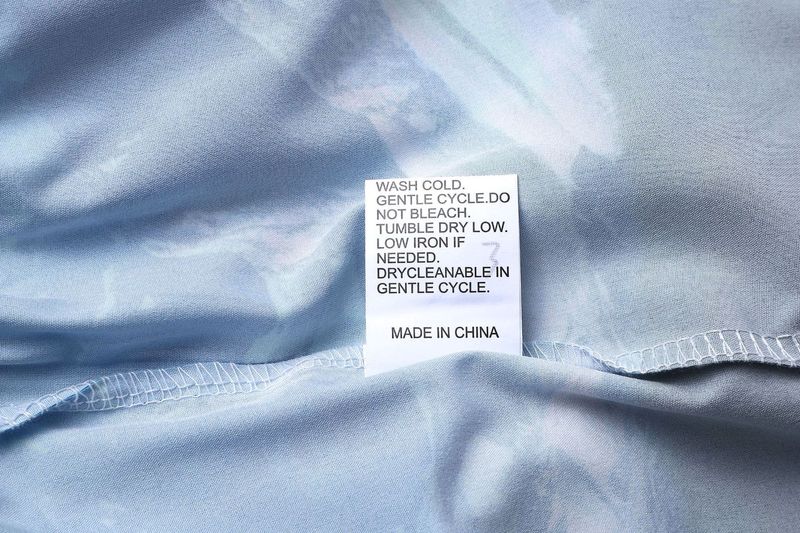 WASH COLD.
GENTLE CYCLE.DO
NOT BLEACH.
TUMBLE DRY LOW.
LOW IRON IF
NEEDED.
DRYCLEANABLE IN
GENTLE CYCLE.
MADE IN CHINA